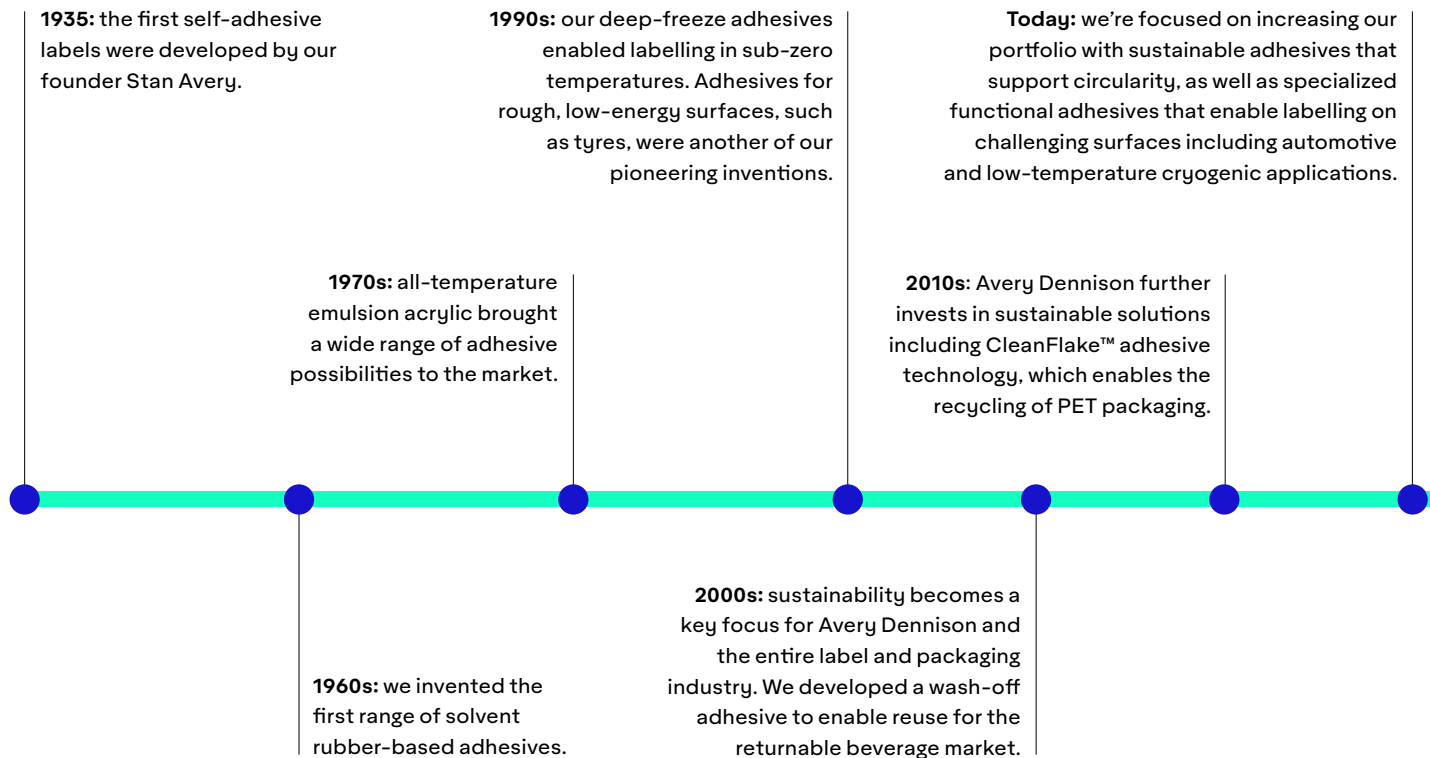 1935: the first self-adhesive
labels were developed by our
founder Stan Avery.
1960s: we invented the
first range of solvent
rubber-based adhesives.
1970s: all-temperature
emulsion acrylic brought
a wide range of adhesive
possibilities to the market.
1990s: our deep-freeze adhesives
enabled labelling in sub-zero
temperatures. Adhesives for
rough, low-energy surfaces, such
as tyres, were another of our
pioneering inventions.
2000s: sustainability becomes a
key focus for Avery Dennison and
the entire label and packaging
industry. We developed a wash-off
adhesive to enable reuse for the
returnable beverage market.
2010s: Avery Dennison further
invests in sustainable solutions
including CleanFlake™ adhesive
technology, which enables the
recycling of PET packaging.
Today: we're focused on increasing our
portfolio with sustainable adhesives that
support circularity, as well as specialized
functional adhesives that enable labelling on
challenging surfaces including automotive
and low-temperature cryogenic applications.